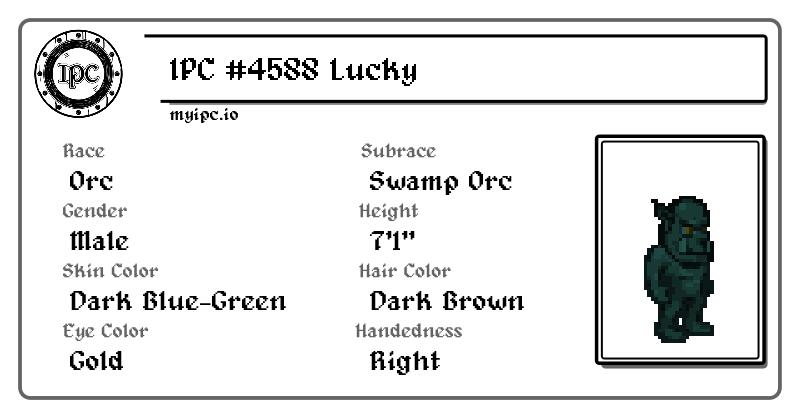 IPC
IPC #4588 Lucky
myipc.io
Race
Orc
Subrace
Swamp Orc
Gender
Male
Height
7'1"
Skin Color
Dark Blue-Green
Hair Color
Dark Brown
Eye Color
Gold
Handedness
Right